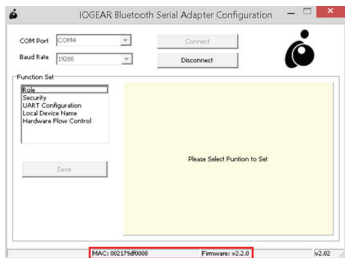 IOGEAR Bluetooth Serial Adapter Configuration
COM Port COM4 Connect
Baud Rate 19200 Disconnect
Function Set
Role
Security
UART Configuration
Local Device Name
Hardware Flow Control
Save
Please Select Funtion to Set
MAC: 002179df0008 Firmware: v2.2.0 v2.02